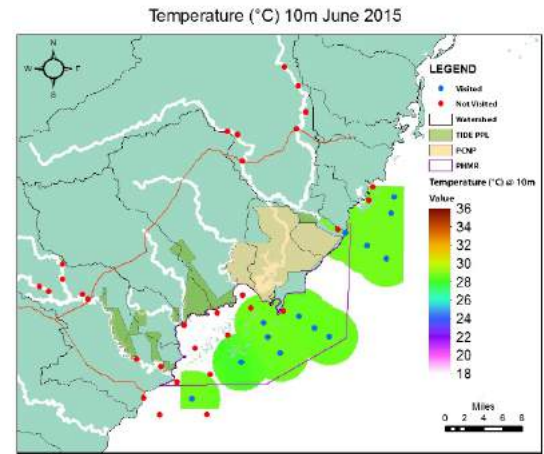 Temperature (°C) 10m June 2015
N
W E
S
LEGEND
Visited
Not Visited
Watershed
TIDE PPL
PCNP
PHMR
Temperature (°C) @ 10m
Value
36
34
32
30
28
26
24
22
20
18
Miles
0 2 4 6 8